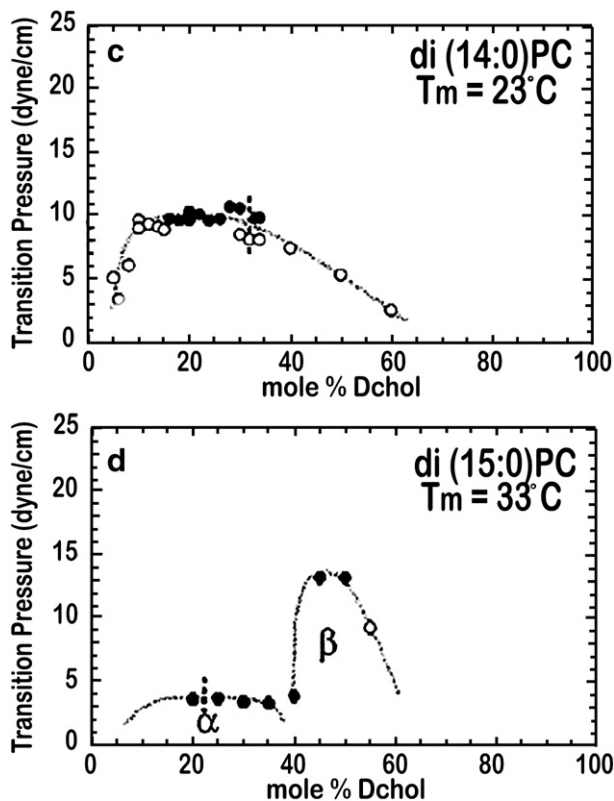 c
di (14:0)PC
Tm = 23°C
Transition Pressure (dyne/cm)
25
20
15
10
5
0
0 20 40 60 80 100
mole % Dchol
d
di (15:0)PC
Tm = 33°C
Transition Pressure (dyne/cm)
25
20
15
10
5
0
α
β
0 20 40 60 80 100
mole % Dchol